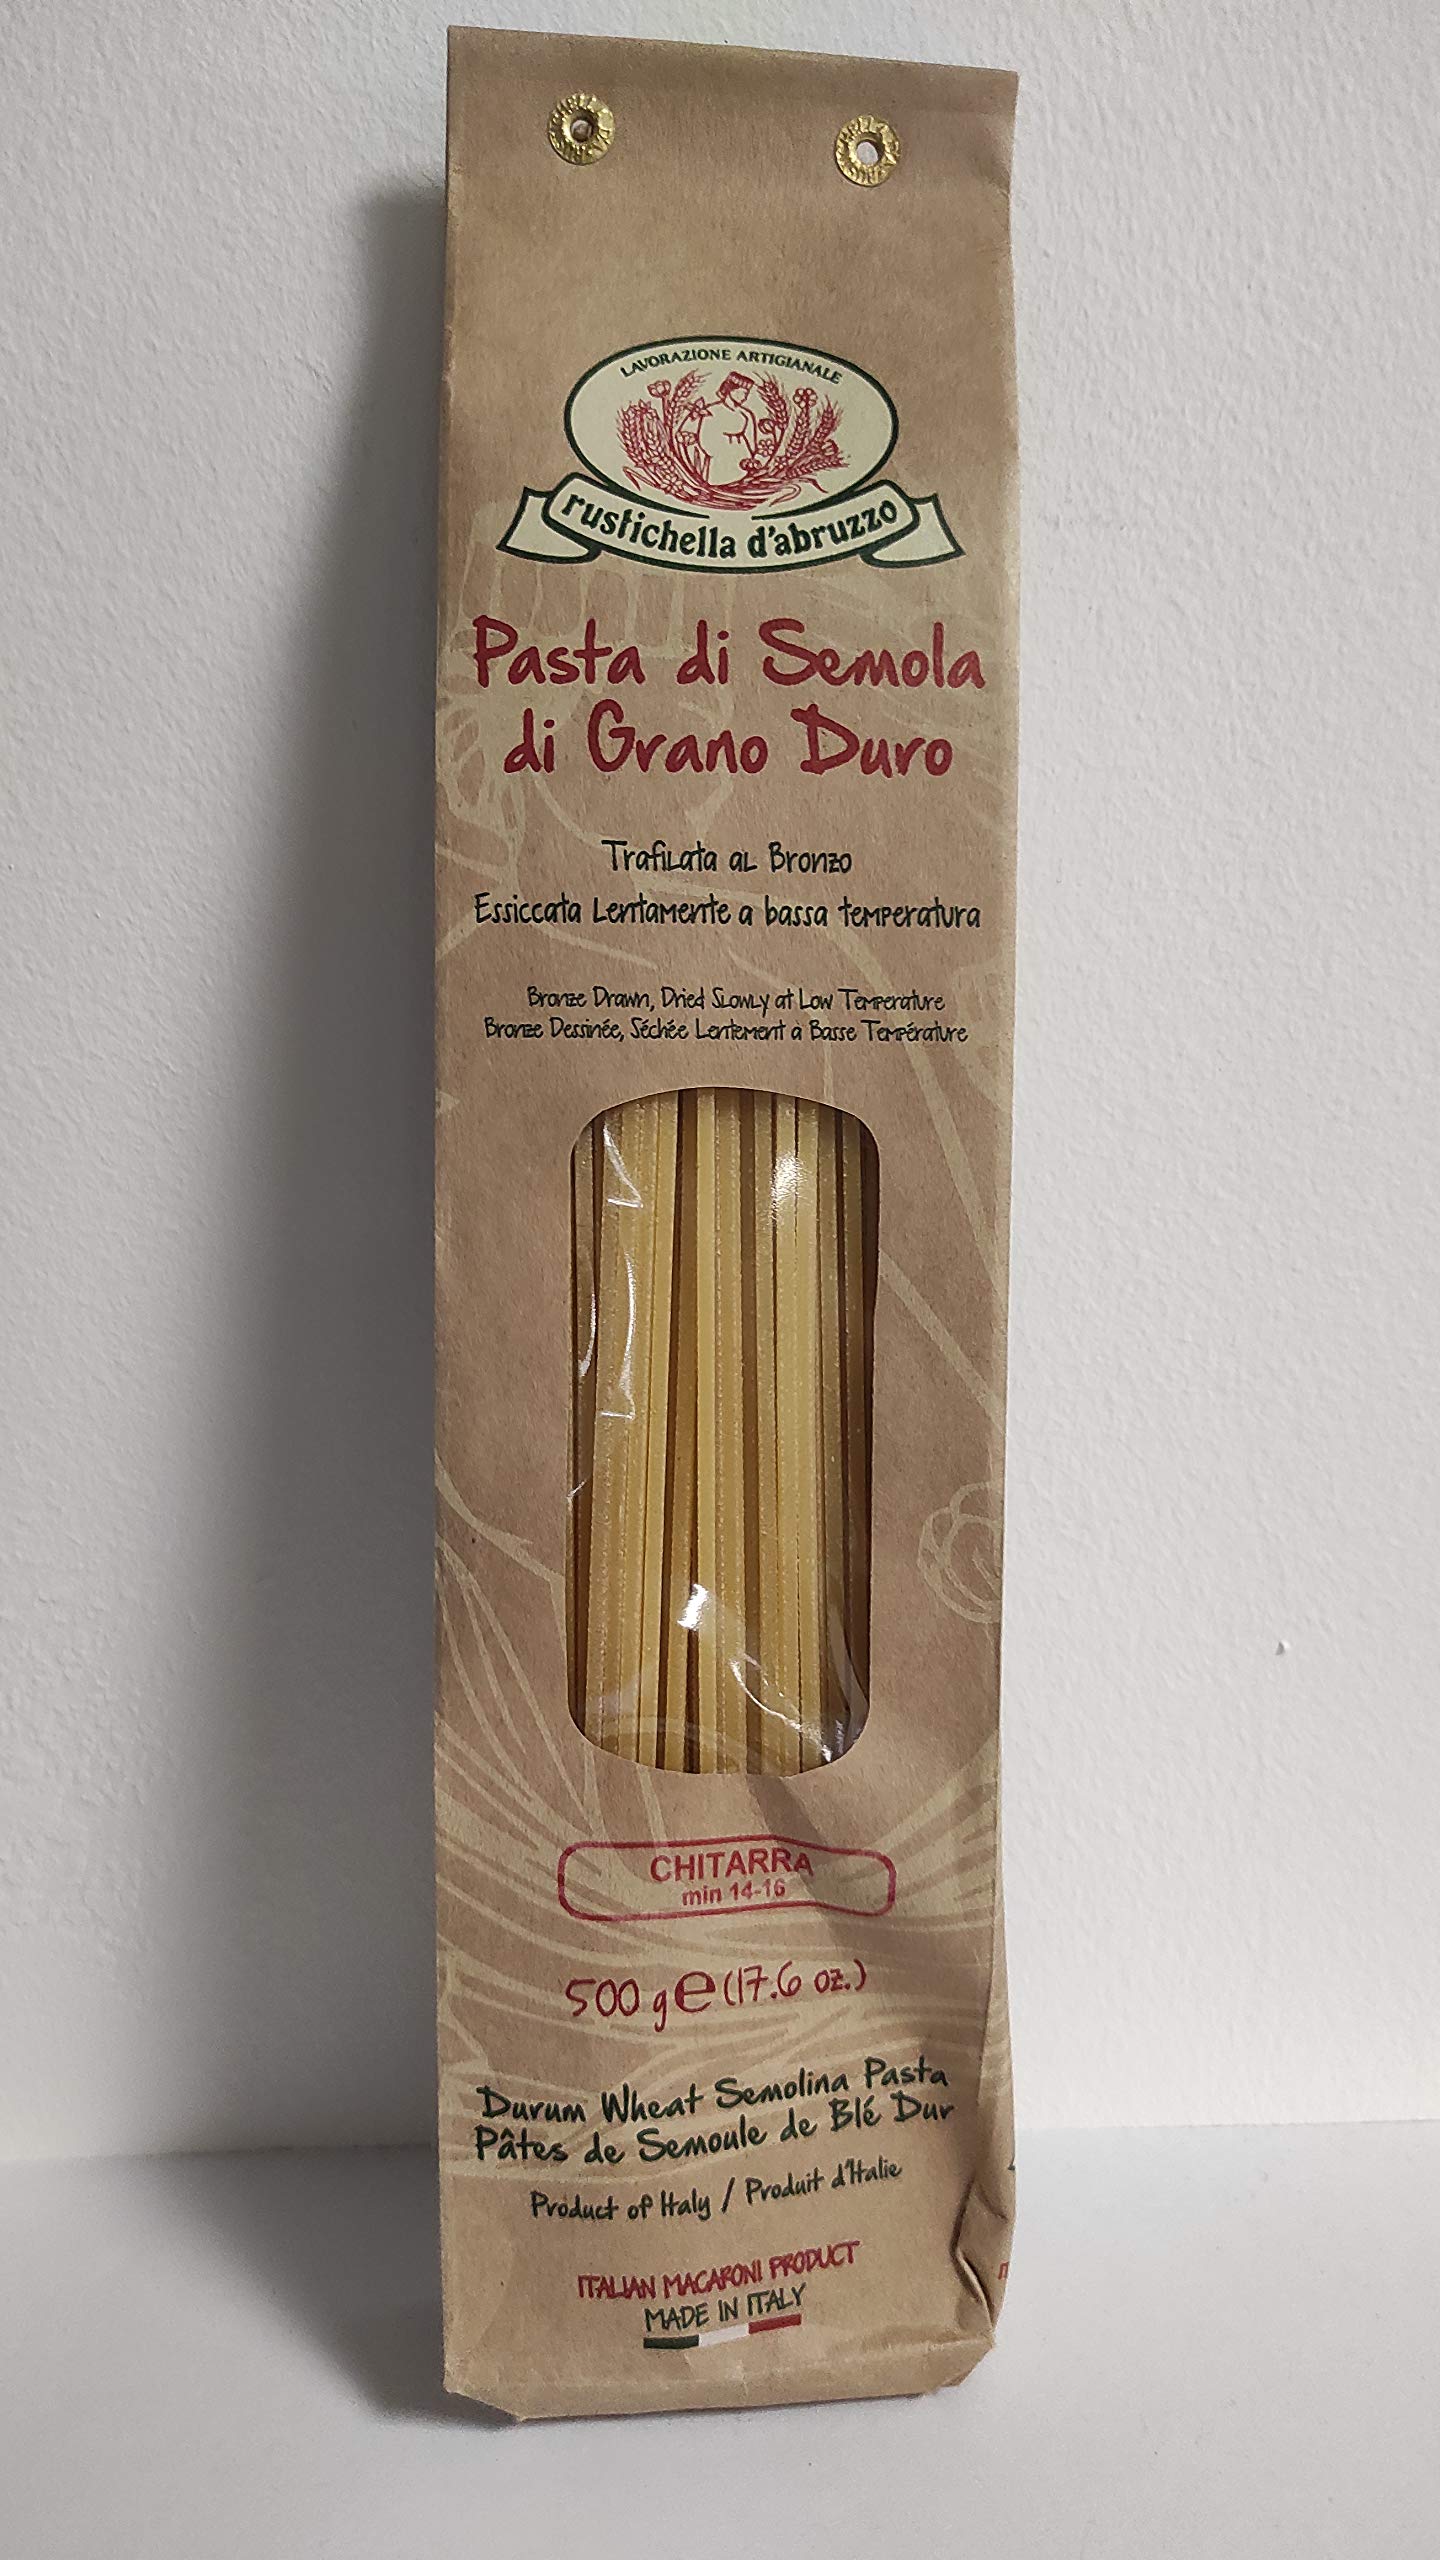 LAVORAZIONE ARTIGIANALE
rustichella d'abruzzo
Pasta di Semola
di Grano Duro
Trafilata al Bronzo
Essiccata Lentamente a bassa temperatura
Bronze Drawn, Dried Slowly at Low Temperature
Bronze Dessinée, Séchée Lentement à Basse Température
CHITARRA
min 14-16
500 g e (17.6 oz.)
Durum Wheat Semolina Pasta
Pâtes de Semoule de Blé Dur
Product of Italy / Produit d'Italie
ITALIAN MACARONI PRODUCT
MADE IN ITALY